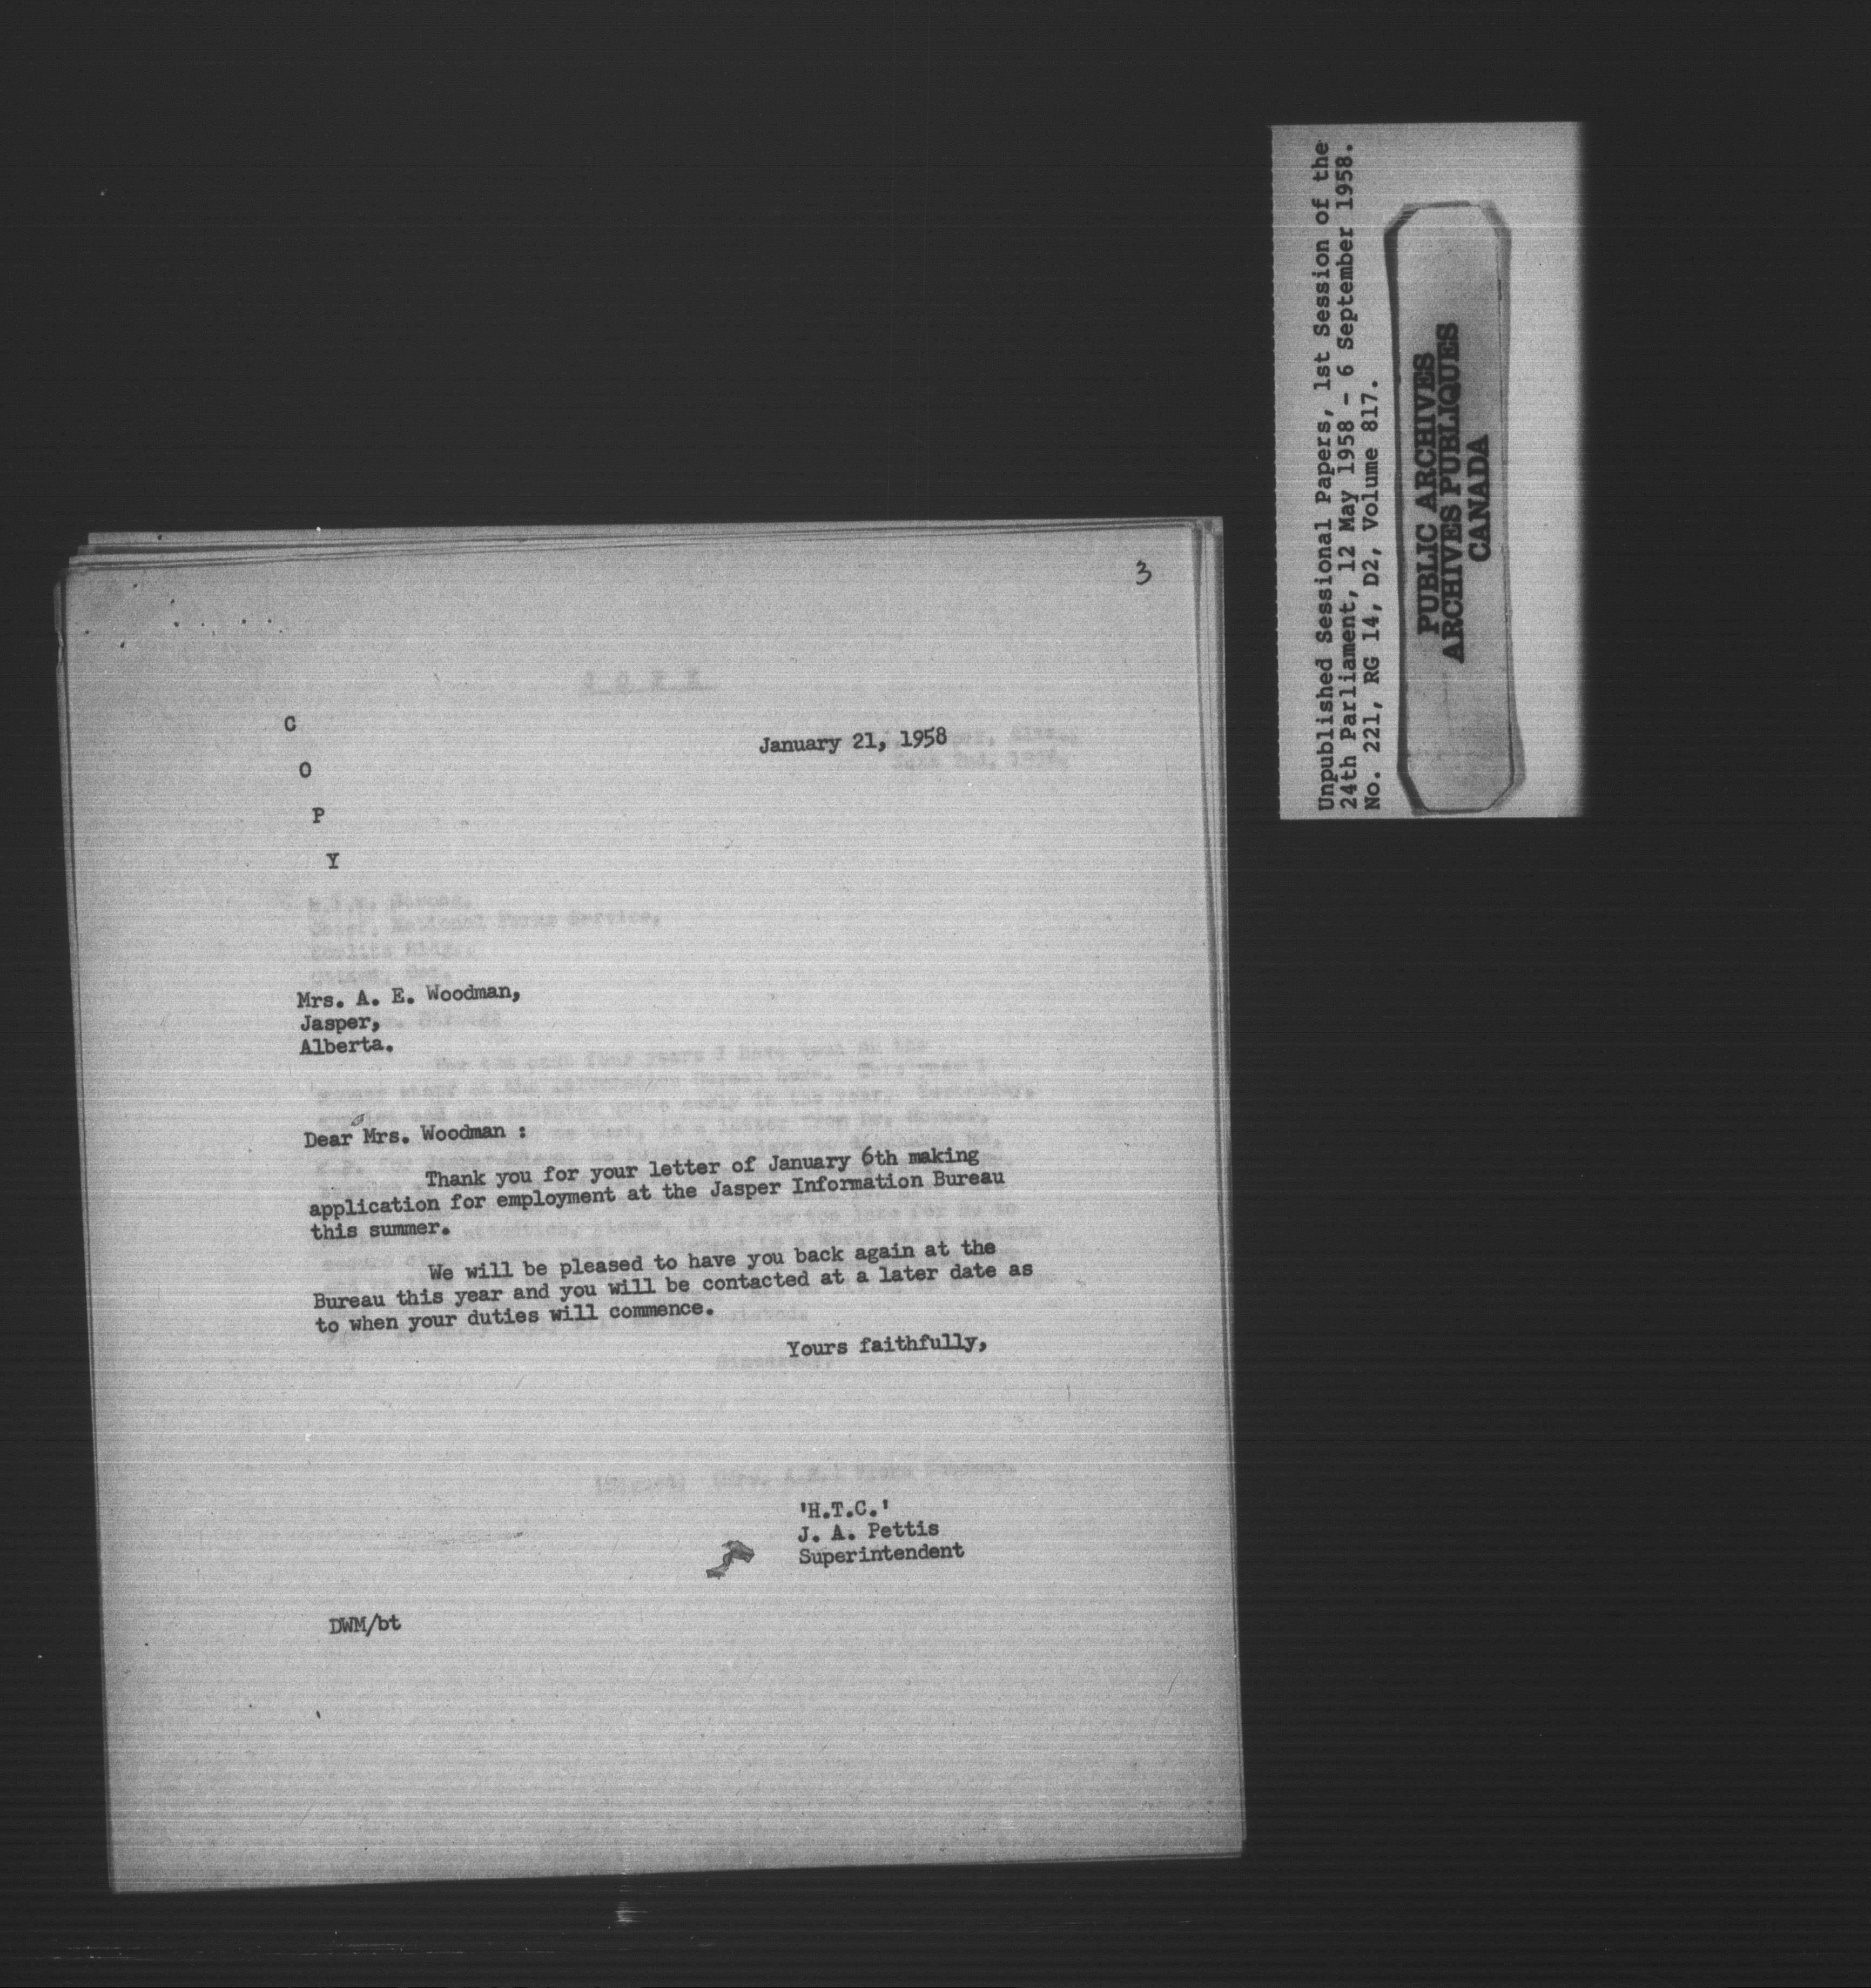 3
C
O
P
Y
January 21, 1958
Mrs. A. E. Woodman,
Jasper,
Alberta.
Dear Mrs. Woodman :
Thank you for your letter of January 6th making
application for employment at the Jasper Information Bureau
this summer.
We will be pleased to have you back again at the
Bureau this year and you will be contacted at a later date as
to when your duties will commence.
Yours faithfully,
'H.T.C.'
J. A. Pettis
Superintendent
DWM/bt
Unpublished Sessional Papers, 1st Session of the
24th Parliament, 12 May 1958 - 6 September 1958.
No. 221, RG 14, D2, Volume 817.
PUBLIC ARCHIVES
ARCHIVES PUBLIQUES
CANADA